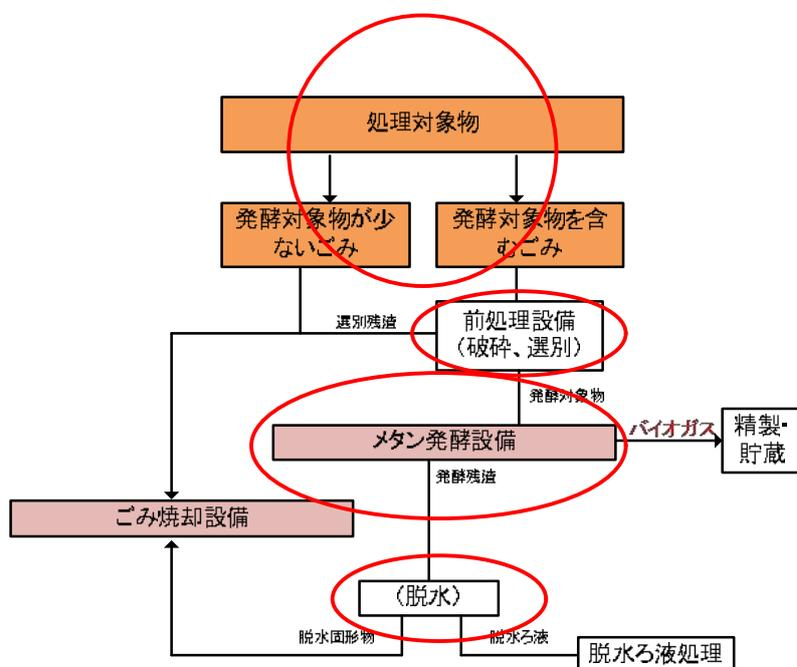 処理対象物
発酵対象物が少
ないごみ
発酵対象物を含
むごみ
選別残渣
前処理設備
（破砕、選別）
発酵対象物
メタン発酵設備
バイオガス
精製・
貯蔵
発酵残渣
ごみ焼却設備
（脱水）
脱水固形物
脱水ろ液
脱水ろ液処理